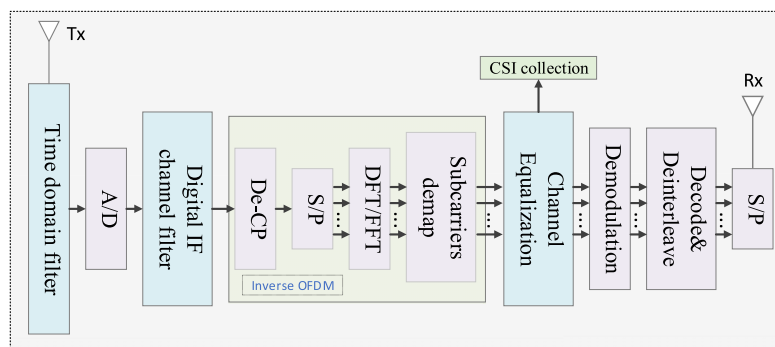 Tx
CSI collection
Rx
Time domain filter
A/D
Digital IF
channel filter
De-CP
S/P
...
DFT/FFT
...
Subcarriers
demap
...
Channel
Equalization
...
Demodulation
...
Decode&
Deinterleave
...
S/P
Inverse OFDM